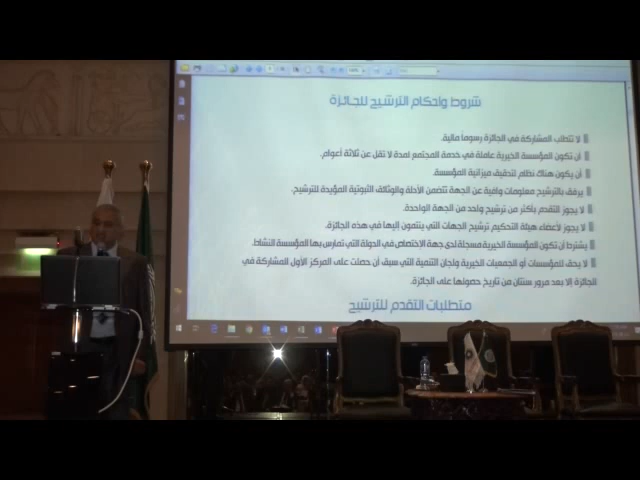 شروط وأحكام الترشيح للجائزة
لا تتطلب المشاركة في الجائزة رسوما مالية.
أن تكون المؤسسة الخيرية عاملة في خدمة المجتمع لمدة لا تقل عن ثلاثة أعوام.
أن يكون هناك نظام لتدقيق ميزانية المؤسسة.
يرفق بالترشيح معلومات وافية عن الجهة تتضمن الأدلة والوثائق الثبوتية المؤيدة للترشيح.
لا يجوز التقدم بأكثر من ترشيح واحد من الجهة الواحدة.
لا يجوز لأعضاء هيئة التحكيم ترشيح الجهات التي ينتمون إليها في هذه الجائزة.
يشترط أن تكون المؤسسة الخيرية مسجلة لدى جهة الاختصاص في الدولة التي تمارس بها المؤسسة النشاط.
لا يحق للمؤسسات أو الجمعيات الخيرية ولجان التنمية التي سبق أن حصلت على المركز الأول المشاركة في
الجائزة إلا بعد مرور سنتان من تاريخ حصولها على الجائزة.
متطلبات التقدم للترشيح